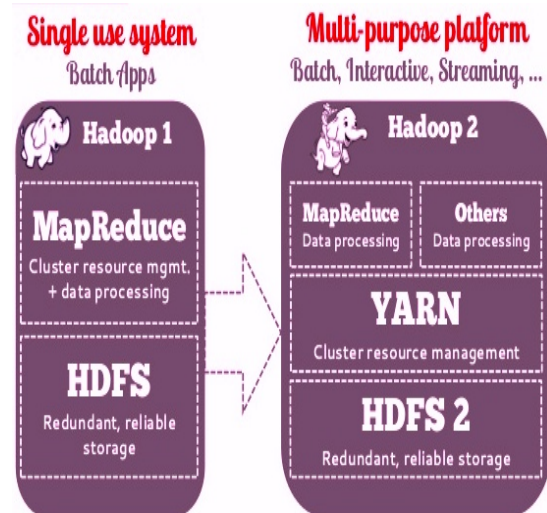 Single use system
Batch Apps
Hadoop 1
MapReduce
Cluster resource mgmt.
+ data processing
HDFS
Redundant, reliable
storage
Multi-purpose platform
Batch, Interactive, Streaming, ...
Hadoop 2
MapReduce
Data processing
Others
Data processing
YARN
Cluster resource management
HDFS 2
Redundant, reliable storage